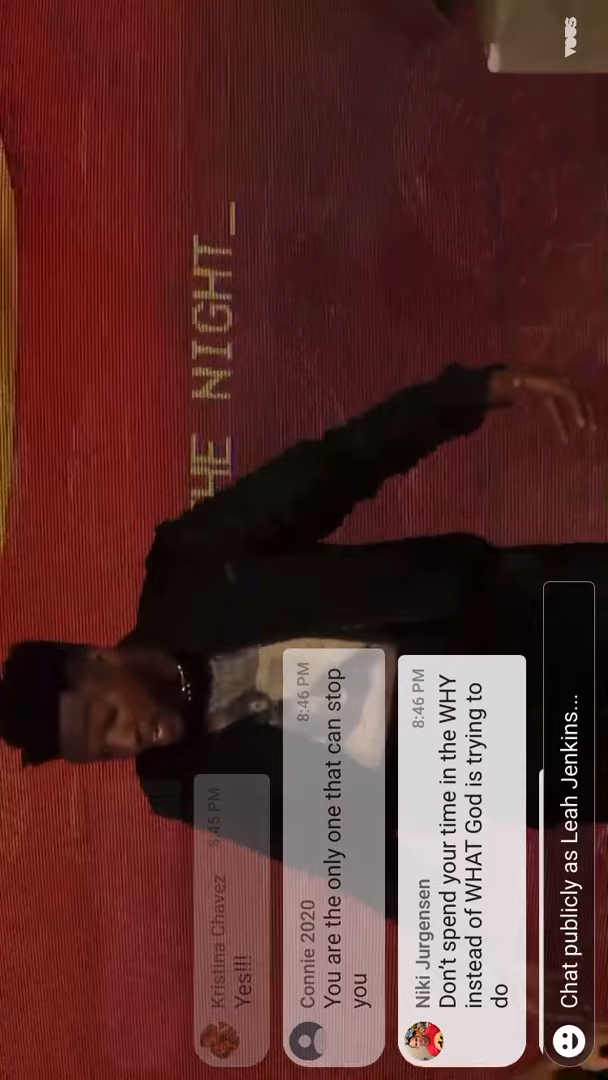 VOUS
THE NIGHT_
Kristina Chavez 8:45 PM
Yes!!!
Connie 2020 8:46 PM
You are the only one that can stop
you
Niki Jurgensen 8:46 PM
Don't spend your time in the WHY
instead of WHAT God is trying to
do
Chat publicly as Leah Jenkins...